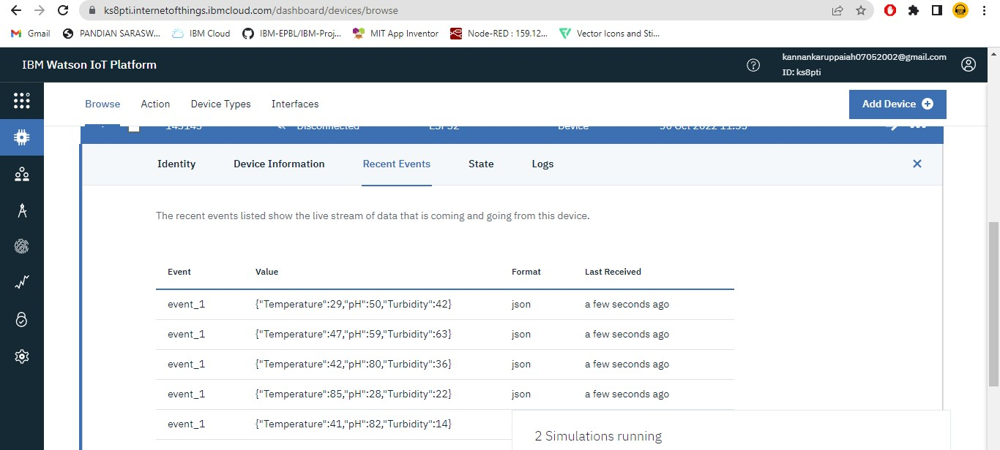 ks8pti.internetofthings.ibmcloud.com/dashboard/devices/browse
Gmail PANDIAN SARASW... IBM Cloud IBM-EPBL/IBM-Proj... MIT App Inventor Node-RED : 159.12... Vector Icons and Sti...
IBM Watson IoT Platform
kannankaruppaiah07052002@gmail.com
ID: ks8pti
Browse Action Device Types Interfaces Add Device
Disconnected ESP32 Device 30 Oct 2022 11:53
Identity Device Information Recent Events State Logs
The recent events listed show the live stream of data that is coming and going from this device.
Event Value Format Last Received
event_1 {"Temperature":29,"pH":50,"Turbidity":42} json a few seconds ago
event_1 {"Temperature":47,"pH":59,"Turbidity":63} json a few seconds ago
event_1 {"Temperature":42,"pH":80,"Turbidity":36} json a few seconds ago
event_1 {"Temperature":85,"pH":28,"Turbidity":22} json a few seconds ago
event_1 {"Temperature":41,"pH":82,"Turbidity":14}
2 Simulations running